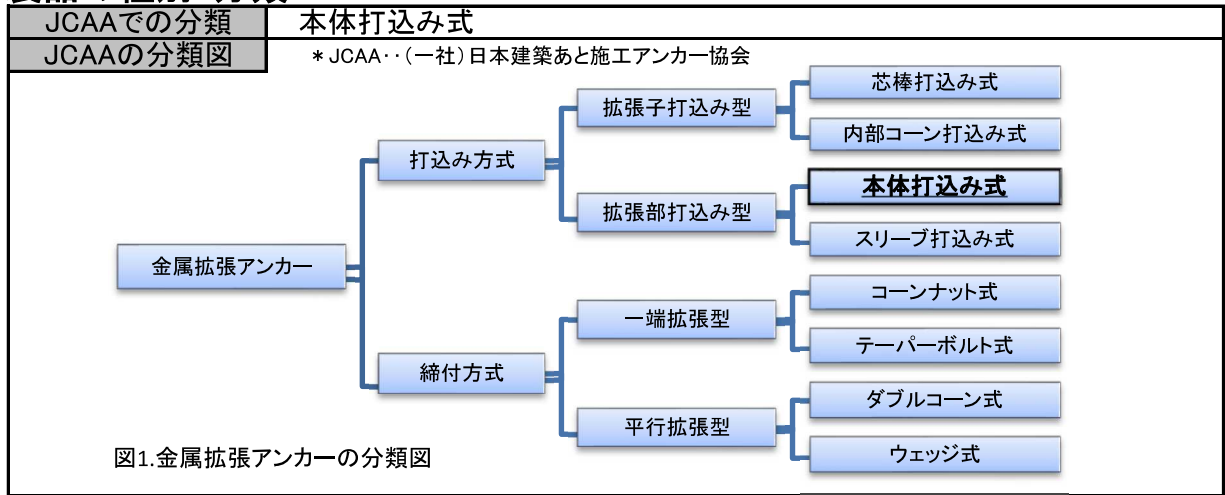 JCAAでの分類
本体打込み式
JCAAの分類図
＊JCAA‥(一社)日本建築あと施工アンカー協会
芯棒打込み式
拡張子打込み型
内部コーン打込み式
打込み方式
本体打込み式
拡張部打込み型
スリーブ打込み式
金属拡張アンカー
コーンナット式
一端拡張型
テーパーボルト式
締付方式
ダブルコーン式
平行拡張型
ウェッジ式
図1.金属拡張アンカーの分類図